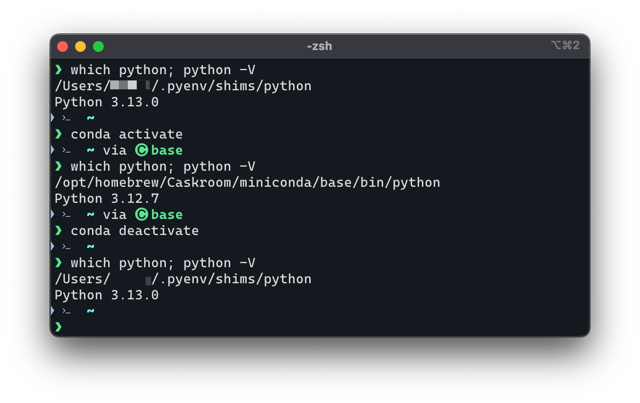 -zsh
⌥⌘2
❯ which python; python -V
/Users/ /.pyenv/shims/python
Python 3.13.0
>_ ~
❯ conda activate
>_ ~ via C base
❯ which python; python -V
/opt/homebrew/Caskroom/miniconda/base/bin/python
Python 3.12.7
>_ ~ via C base
❯ conda deactivate
>_ ~
❯ which python; python -V
/Users/ /.pyenv/shims/python
Python 3.13.0
>_ ~
❯